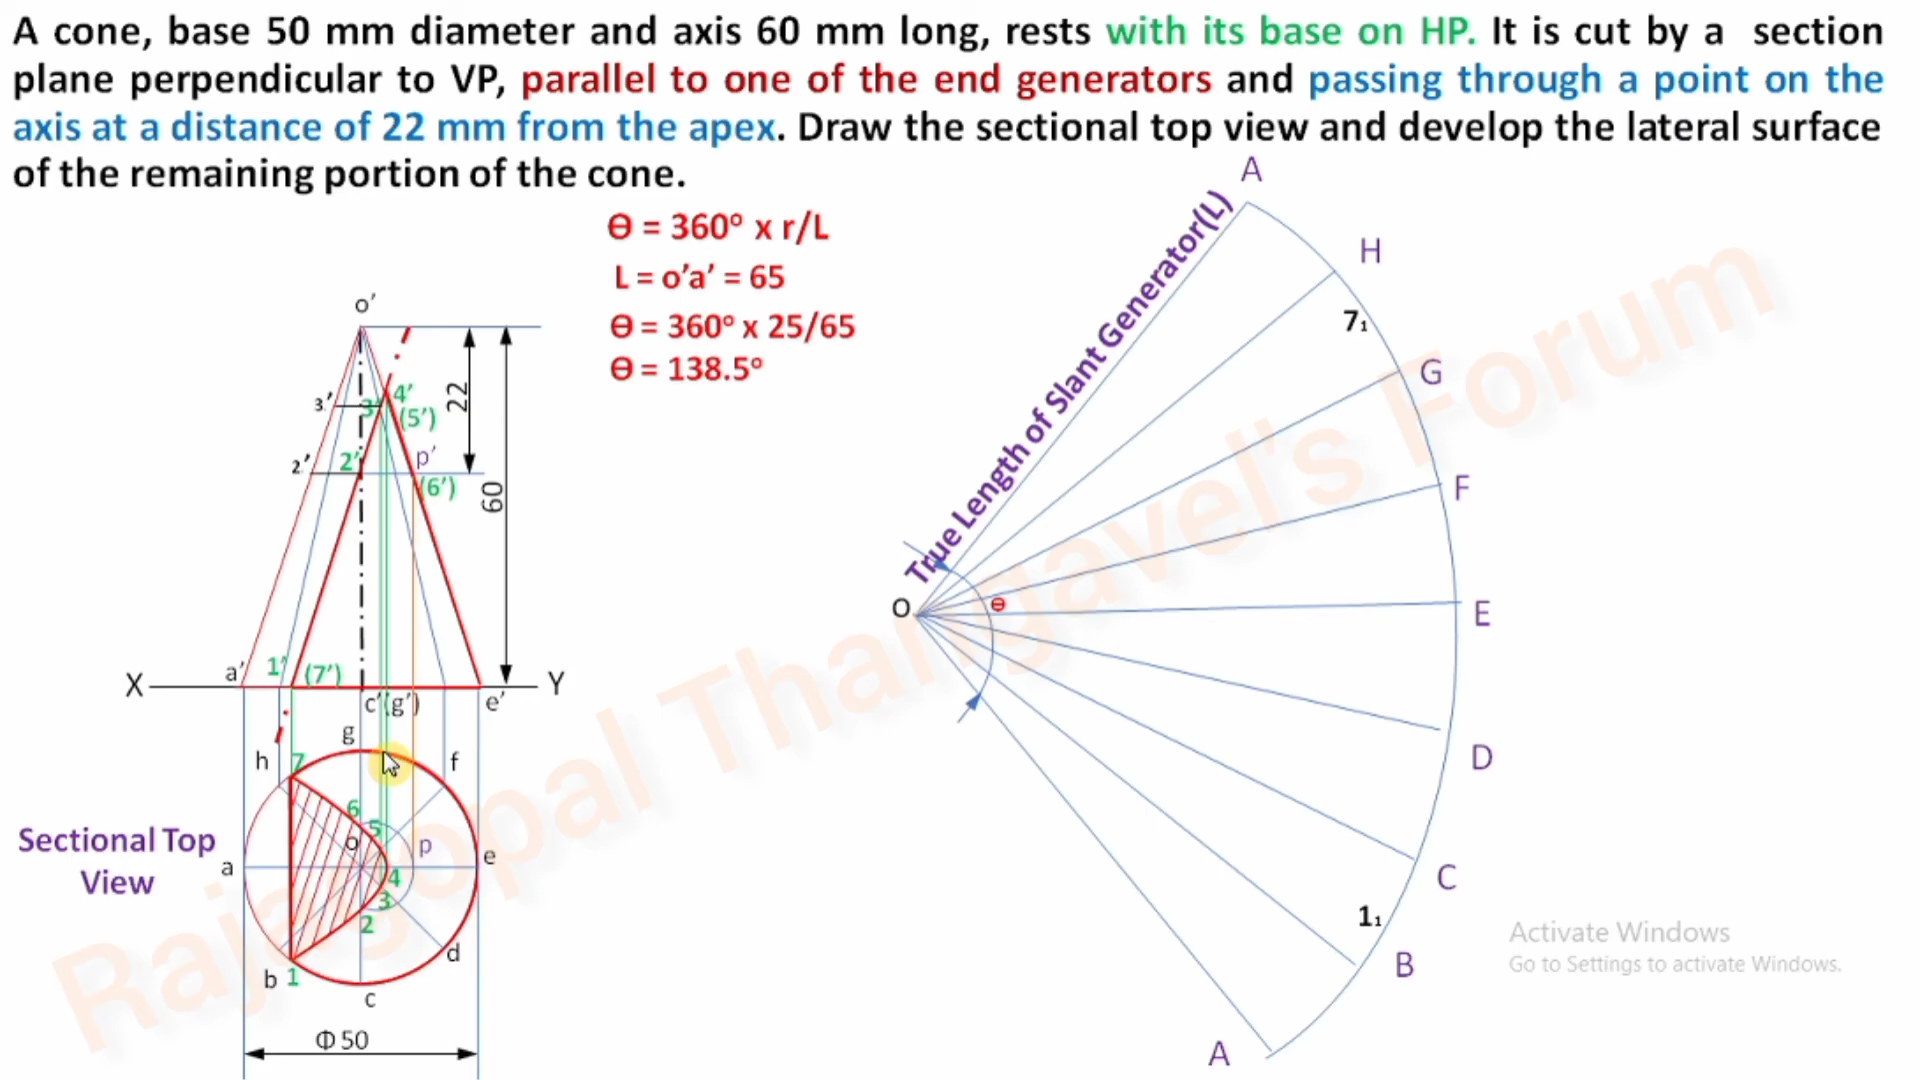 A cone, base 50 mm diameter and axis 60 mm long, rests with its base on HP. It is cut by a section
plane perpendicular to VP, parallel to one of the end generators and passing through a point on the
axis at a distance of 22 mm from the apex. Draw the sectional top view and develop the lateral surface
of the remaining portion of the cone.
Ɵ = 360° x r/L
L = o’a’ = 65
Ɵ = 360° x 25/65
Ɵ = 138.5°
o’
3’
3’
4’
(5’)
22
2’
2’
p’
(6’)
60
X
a’
1’
(7’)
c’(g’)
e’
Y
g
h
7
f
6
5
o
p
Sectional Top
View
a
e
4
3
2
b
1
d
c
Φ 50
True Length of Slant Generator(L)
A
H
7₁
G
F
O
Ɵ
E
D
C
1₁
B
A
Rajagopal Thangavel's Forum
Activate Windows
Go to Settings to activate Windows.